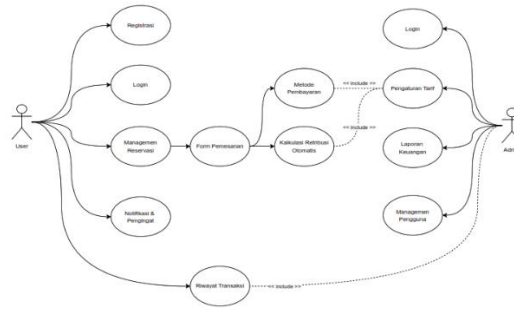 Registrasi
Login
Login
Metode
Pembayaran
<< Include >>
Pengaturan Tarif
<< Include >>
User
Managemen
Reservasi
Form Pemesanan
Kalkulasi Retribusi
Otomatis
Laporan
Keuangan
Adm
Notifikasi &
Pengingat
Managemen
Pengguna
Riwayat Transaksi
<< Include >>